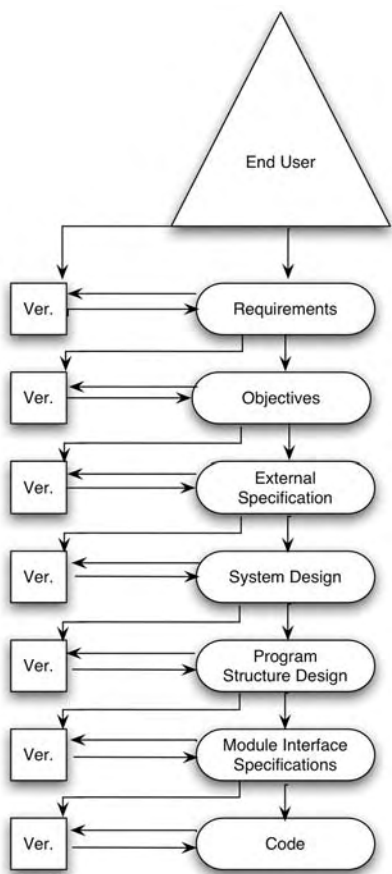 End User
Ver.
Requirements
Ver.
Objectives
Ver.
External
Specification
Ver.
System Design
Ver.
Program
Structure Design
Ver.
Module Interface
Specifications
Ver.
Code